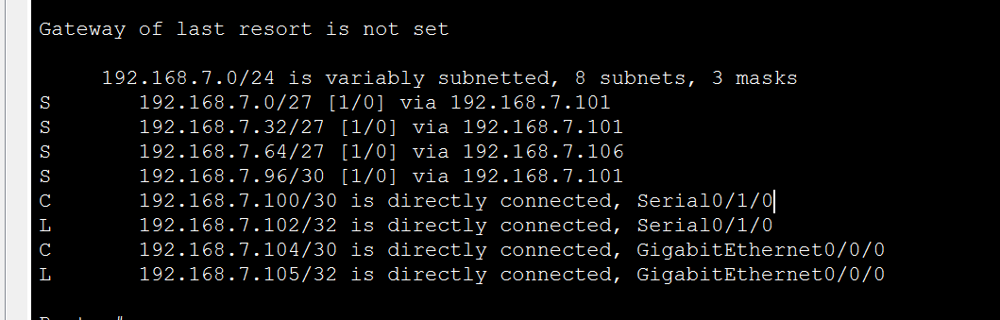 Gateway of last resort is not set
192.168.7.0/24 is variably subnetted, 8 subnets, 3 masks
S 192.168.7.0/27 [1/0] via 192.168.7.101
S 192.168.7.32/27 [1/0] via 192.168.7.101
S 192.168.7.64/27 [1/0] via 192.168.7.106
S 192.168.7.96/30 [1/0] via 192.168.7.101
C 192.168.7.100/30 is directly connected, Serial0/1/0
L 192.168.7.102/32 is directly connected, Serial0/1/0
C 192.168.7.104/30 is directly connected, GigabitEthernet0/0/0
L 192.168.7.105/32 is directly connected, GigabitEthernet0/0/0